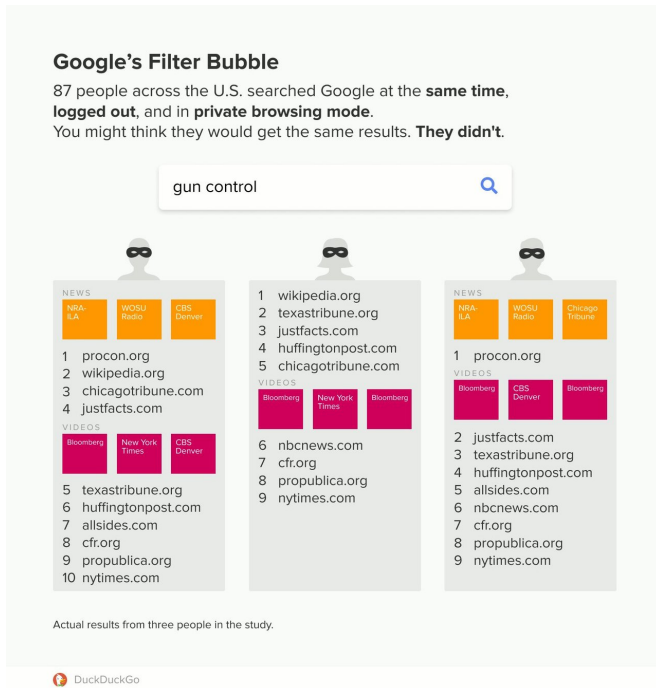 Google's Filter Bubble
87 people across the U.S. searched Google at the same time,
logged out, and in private browsing mode.
You might think they would get the same results. They didn't.
gun control
NEWS
NRA-
ILA
WOSU
Radio
CBS
Denver
1 procon.org
2 wikipedia.org
3 chicagotribune.com
4 justfacts.com
VIDEOS
Bloomberg
New York
Times
CBS
Denver
5 texastribune.org
6 huffingtonpost.com
7 allsides.com
8 cfr.org
9 propublica.org
10 nytimes.com
1 wikipedia.org
2 texastribune.org
3 justfacts.com
4 huffingtonpost.com
5 chicagotribune.com
VIDEOS
Bloomberg
New York
Times
Bloomberg
6 nbcnews.com
7 cfr.org
8 propublica.org
9 nytimes.com
NEWS
NRA-
ILA
WOSU
Radio
Chicago
Tribune
1 procon.org
VIDEOS
Bloomberg
CBS
Denver
Bloomberg
2 justfacts.com
3 texastribune.org
4 huffingtonpost.com
5 allsides.com
6 nbcnews.com
7 cfr.org
8 propublica.org
9 nytimes.com
Actual results from three people in the study.
DuckDuckGo